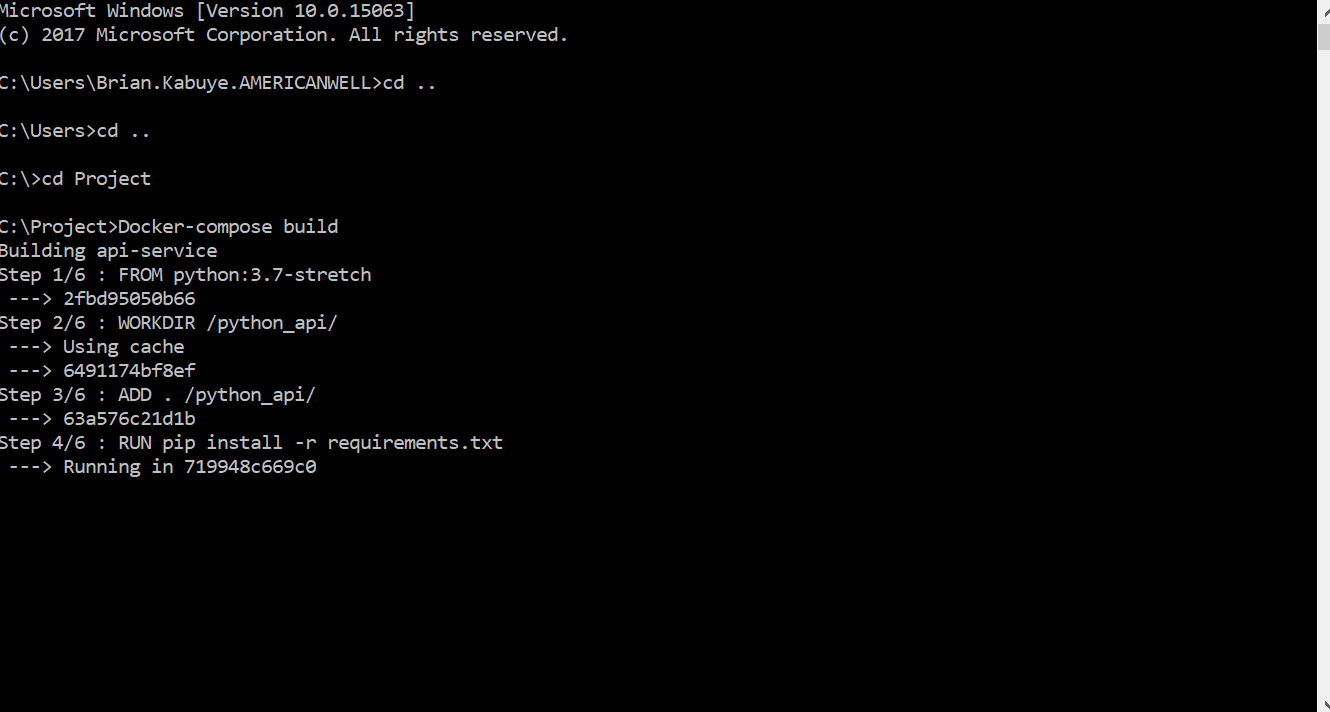 Microsoft Windows [Version 10.0.15063]
(c) 2017 Microsoft Corporation. All rights reserved.
C:\Users\Brian.Kabuye.AMERICANWELL>cd ..
C:\Users>cd ..
C:\>cd Project
C:\Project>Docker-compose build
Building api-service
Step 1/6 : FROM python:3.7-stretch
 ---> 2fbd95050b66
Step 2/6 : WORKDIR /python_api/
 ---> Using cache
 ---> 6491174bf8ef
Step 3/6 : ADD . /python_api/
 ---> 63a576c21d1b
Step 4/6 : RUN pip install -r requirements.txt
 ---> Running in 719948c669c0